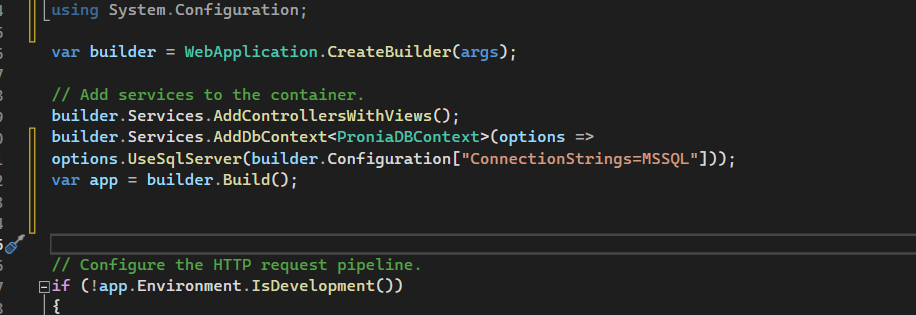 using System.Configuration;
var builder = WebApplication.CreateBuilder(args);
// Add services to the container.
builder.Services.AddControllersWithViews();
builder.Services.AddDbContext<ProniaDBContext>(options =>
options.UseSqlServer(builder.Configuration["ConnectionStrings=MSSQL"]));
var app = builder.Build();
// Configure the HTTP request pipeline.
if (!app.Environment.IsDevelopment())
{